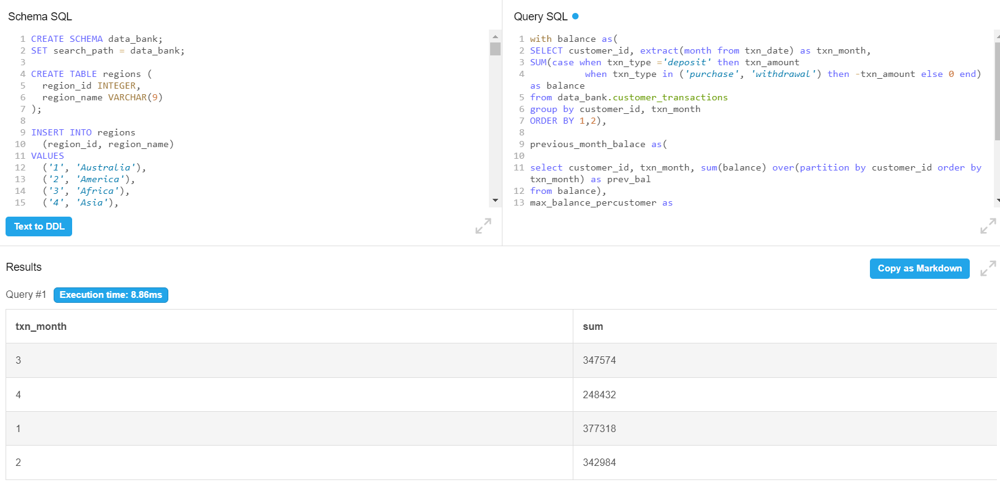 Schema SQL
1 CREATE SCHEMA data_bank;
2 SET search_path = data_bank;
3
4 CREATE TABLE regions (
5 region_id INTEGER,
6 region_name VARCHAR(9)
7 );
8
9 INSERT INTO regions
10 (region_id, region_name)
11 VALUES
12 ('1', 'Australia'),
13 ('2', 'America'),
14 ('3', 'Africa'),
15 ('4', 'Asia'),
Text to DDL
Query SQL
1 with balance as(
2 SELECT customer_id, extract(month from txn_date) as txn_month,
3 SUM(case when txn_type ='deposit' then txn_amount
4 when txn_type in ('purchase', 'withdrawal') then -txn_amount else 0 end)
as balance
5 from data_bank.customer_transactions
6 group by customer_id, txn_month
7 ORDER BY 1,2),
8
9 previous_month_balace as(
10
11 select customer_id, txn_month, sum(balance) over(partition by customer_id order by
txn_month) as prev_bal
12 from balance),
13 max_balance_percustomer as
Results
Copy as Markdown
Query #1 Execution time: 8.86ms
txn_month sum
3 347574
4 248432
1 377318
2 342984